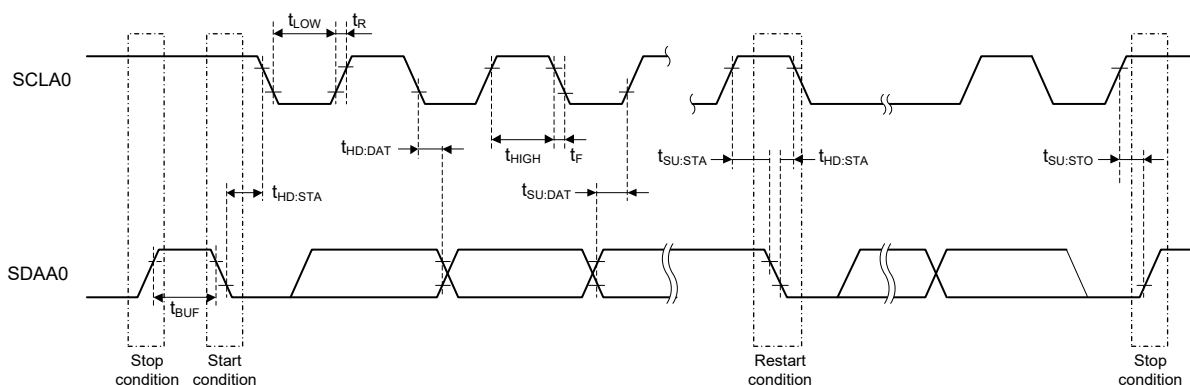 tLOW
tR
SCLA0
tHD:DAT
tHIGH
tF
tSU:STA
tHD:STA
tSU:STO
tHD:STA
tSU:DAT
SDAA0
tBUF
Stop
condition
Start
condition
Restart
condition
Stop
condition